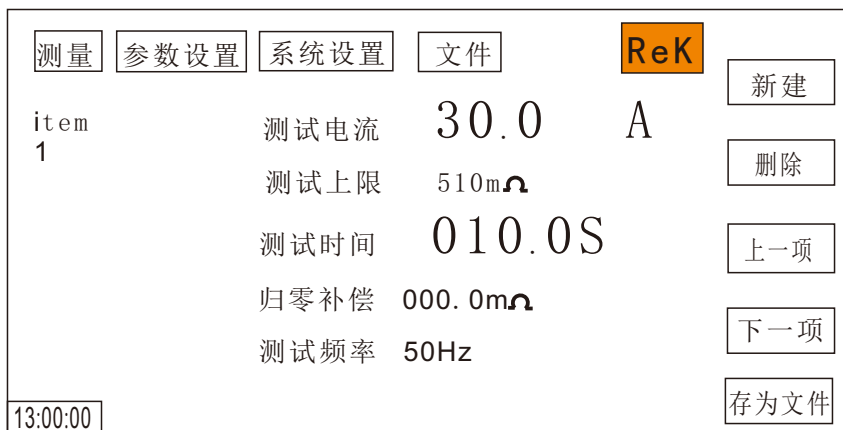 测量 参数设置 系统设置 文件 ReK
新建
item 测试电流 30.0 A
1
删除
测试上限 510mΩ
测试时间 010.0S
上一项
归零补偿 000. 0mΩ
下一项
测试频率 50Hz
存为文件
13:00:00